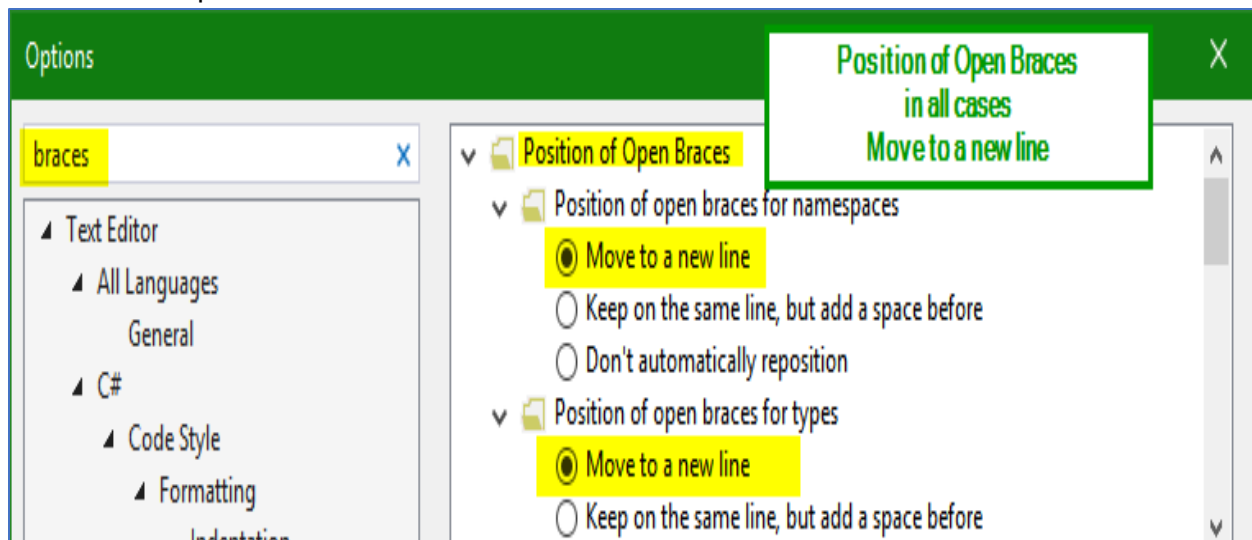 Options
Position of Open Braces
in all cases
Move to a new line
X
braces
x
Text Editor
All Languages
General
C#
Code Style
Formatting
Indentation
Position of Open Braces
Position of open braces for namespaces
Move to a new line
Keep on the same line, but add a space before
Don't automatically reposition
Position of open braces for types
Move to a new line
Keep on the same line, but add a space before